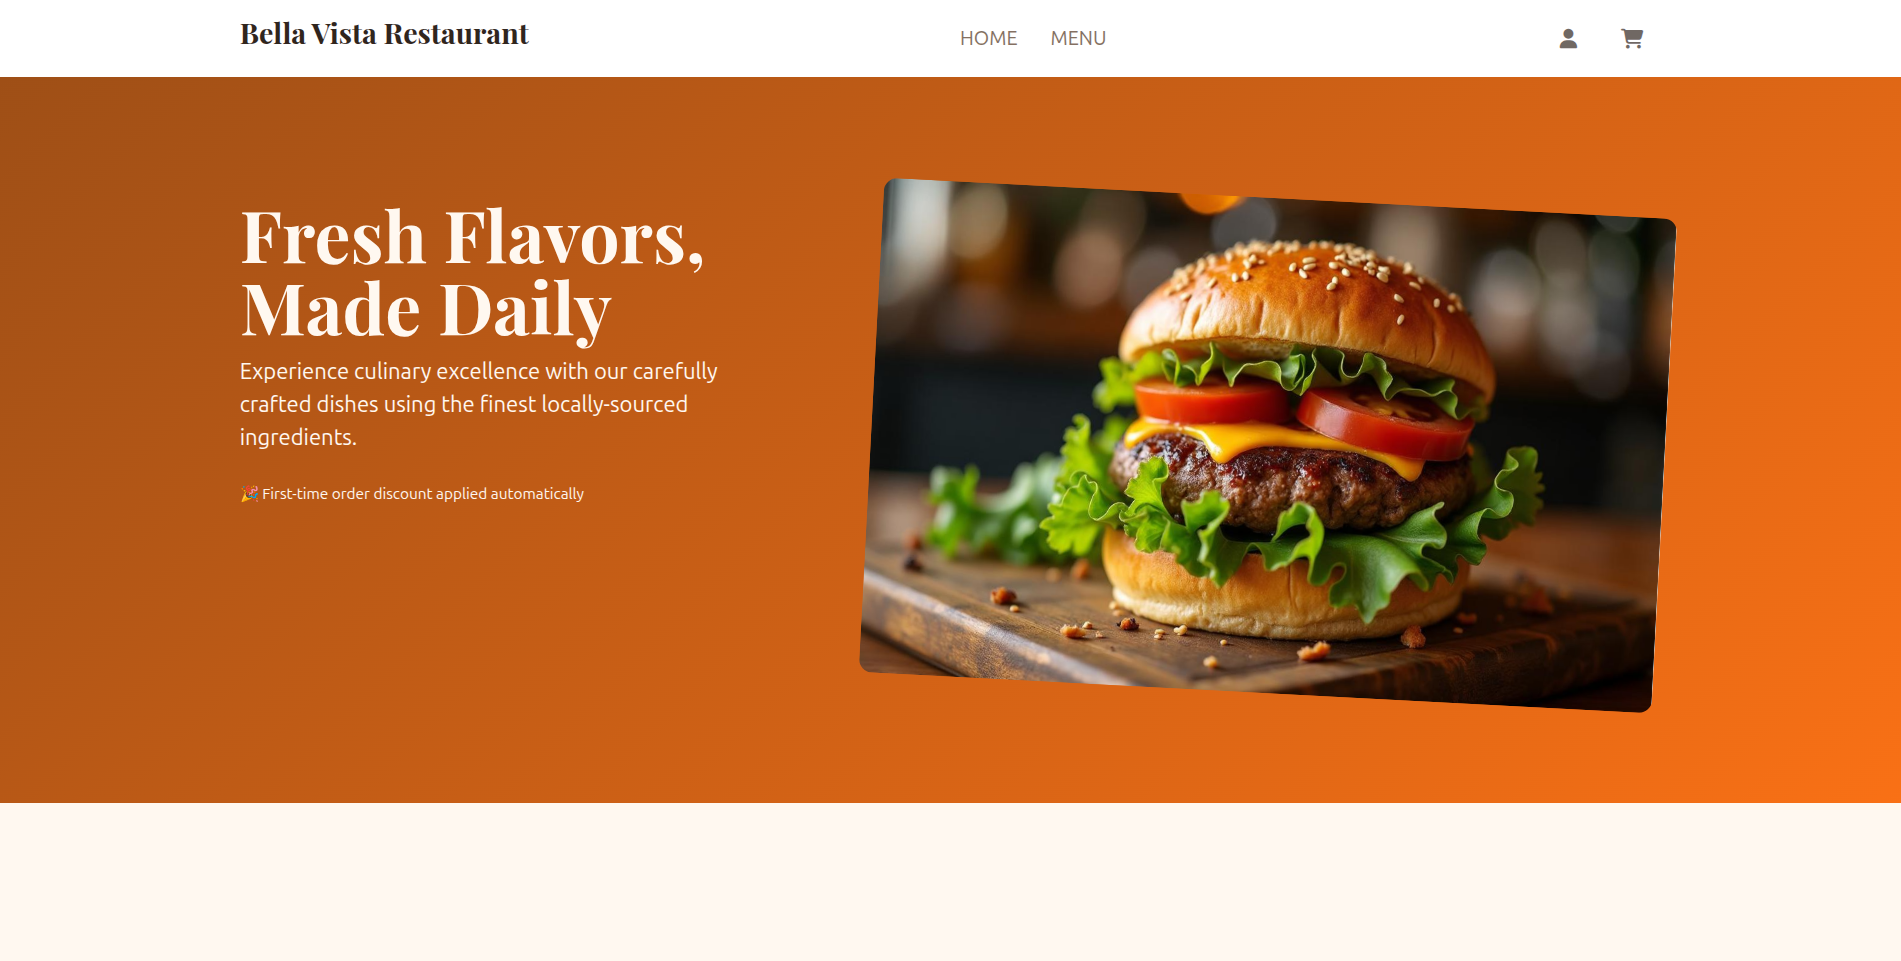 Bella Vista Restaurant
HOME MENU
Fresh Flavors,
Made Daily
Experience culinary excellence with our carefully
crafted dishes using the finest locally-sourced
ingredients.
🎉 First-time order discount applied automatically